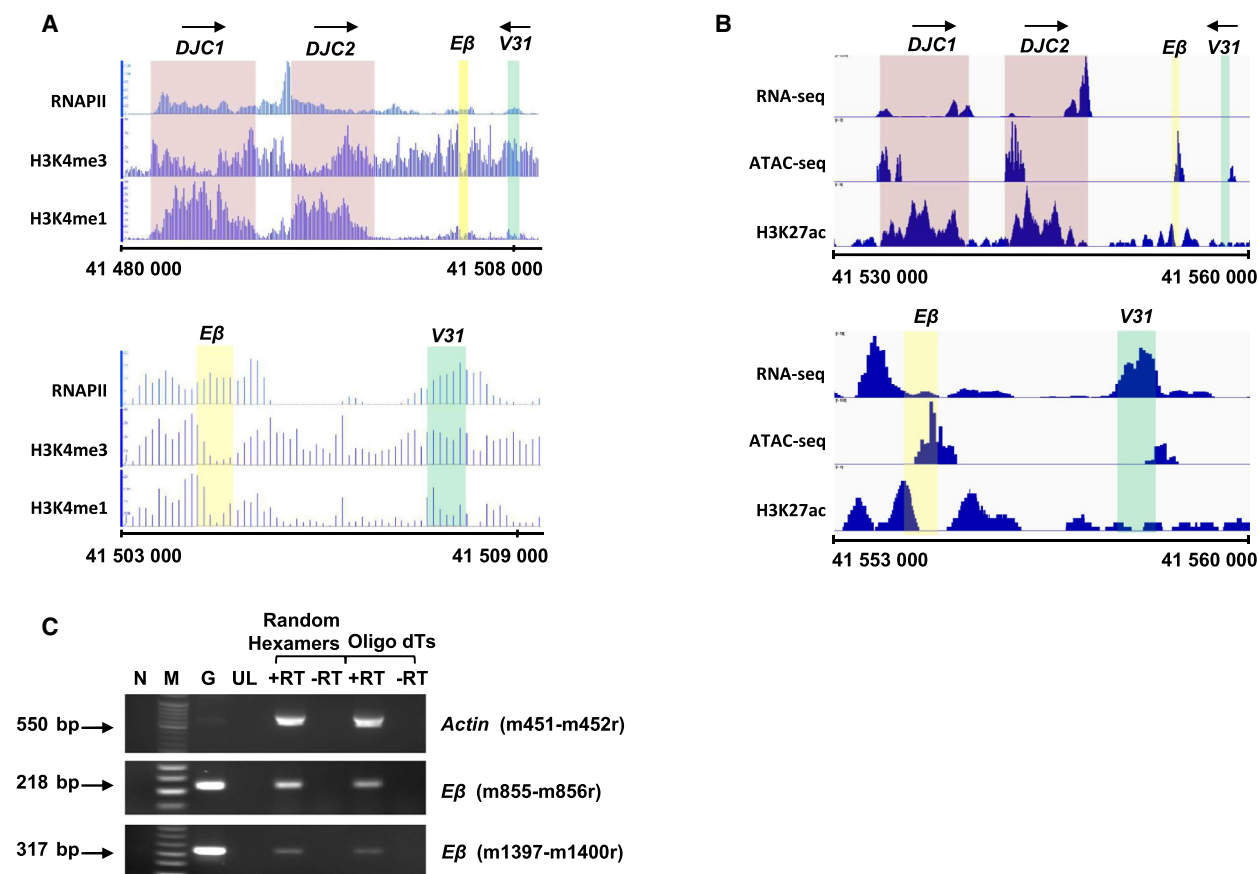 A
DJC1 DJC2 Eβ V31
RNAPII
H3K4me3
H3K4me1
41 480 000 41 508 000
Eβ V31
RNAPII
H3K4me3
H3K4me1
41 503 000 41 509 000
B
DJC1 DJC2 Eβ V31
RNA-seq
ATAC-seq
H3K27ac
41 530 000 41 560 000
Eβ V31
RNA-seq
ATAC-seq
H3K27ac
41 553 000 41 560 000
C
Random
Hexamers Oligo dTs
N M G UL +RT -RT +RT -RT
550 bp Actin (m451-m452r)
218 bp Eβ (m855-m856r)
317 bp Eβ (m1397-m1400r)